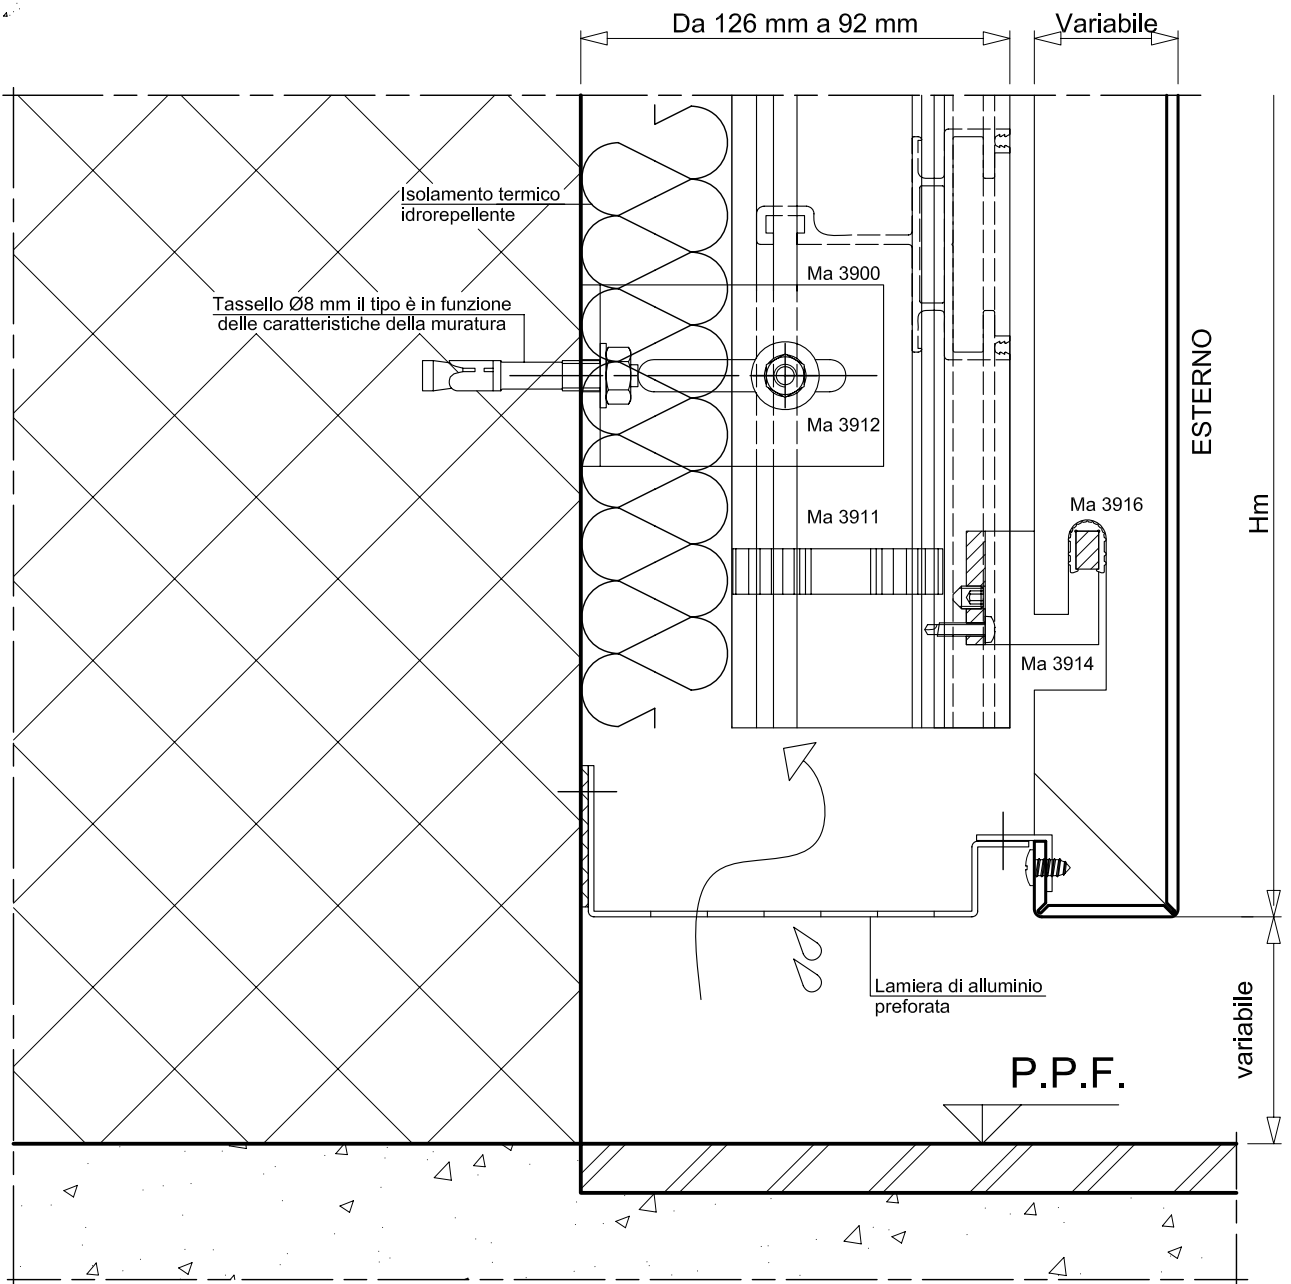 Da 126 mm a 92 mm
Variabile
Isolamento termico
idrorepellente
Ma 3900
Tassello Ø8 mm il tipo è in funzione
delle caratteristiche della muratura
ESTERNO
Ma 3912
Ma 3916
Hm
Ma 3911
Ma 3914
Lamiera di alluminio
preforata
variabile
P.P.F.